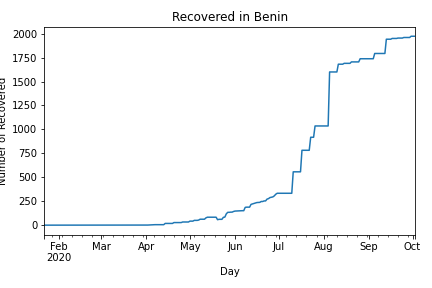 Recovered in Benin
Number of Recovered
2000
1750
1500
1250
1000
750
500
250
0
Feb Mar Apr May Jun Jul Aug Sep Oct
2020
Day